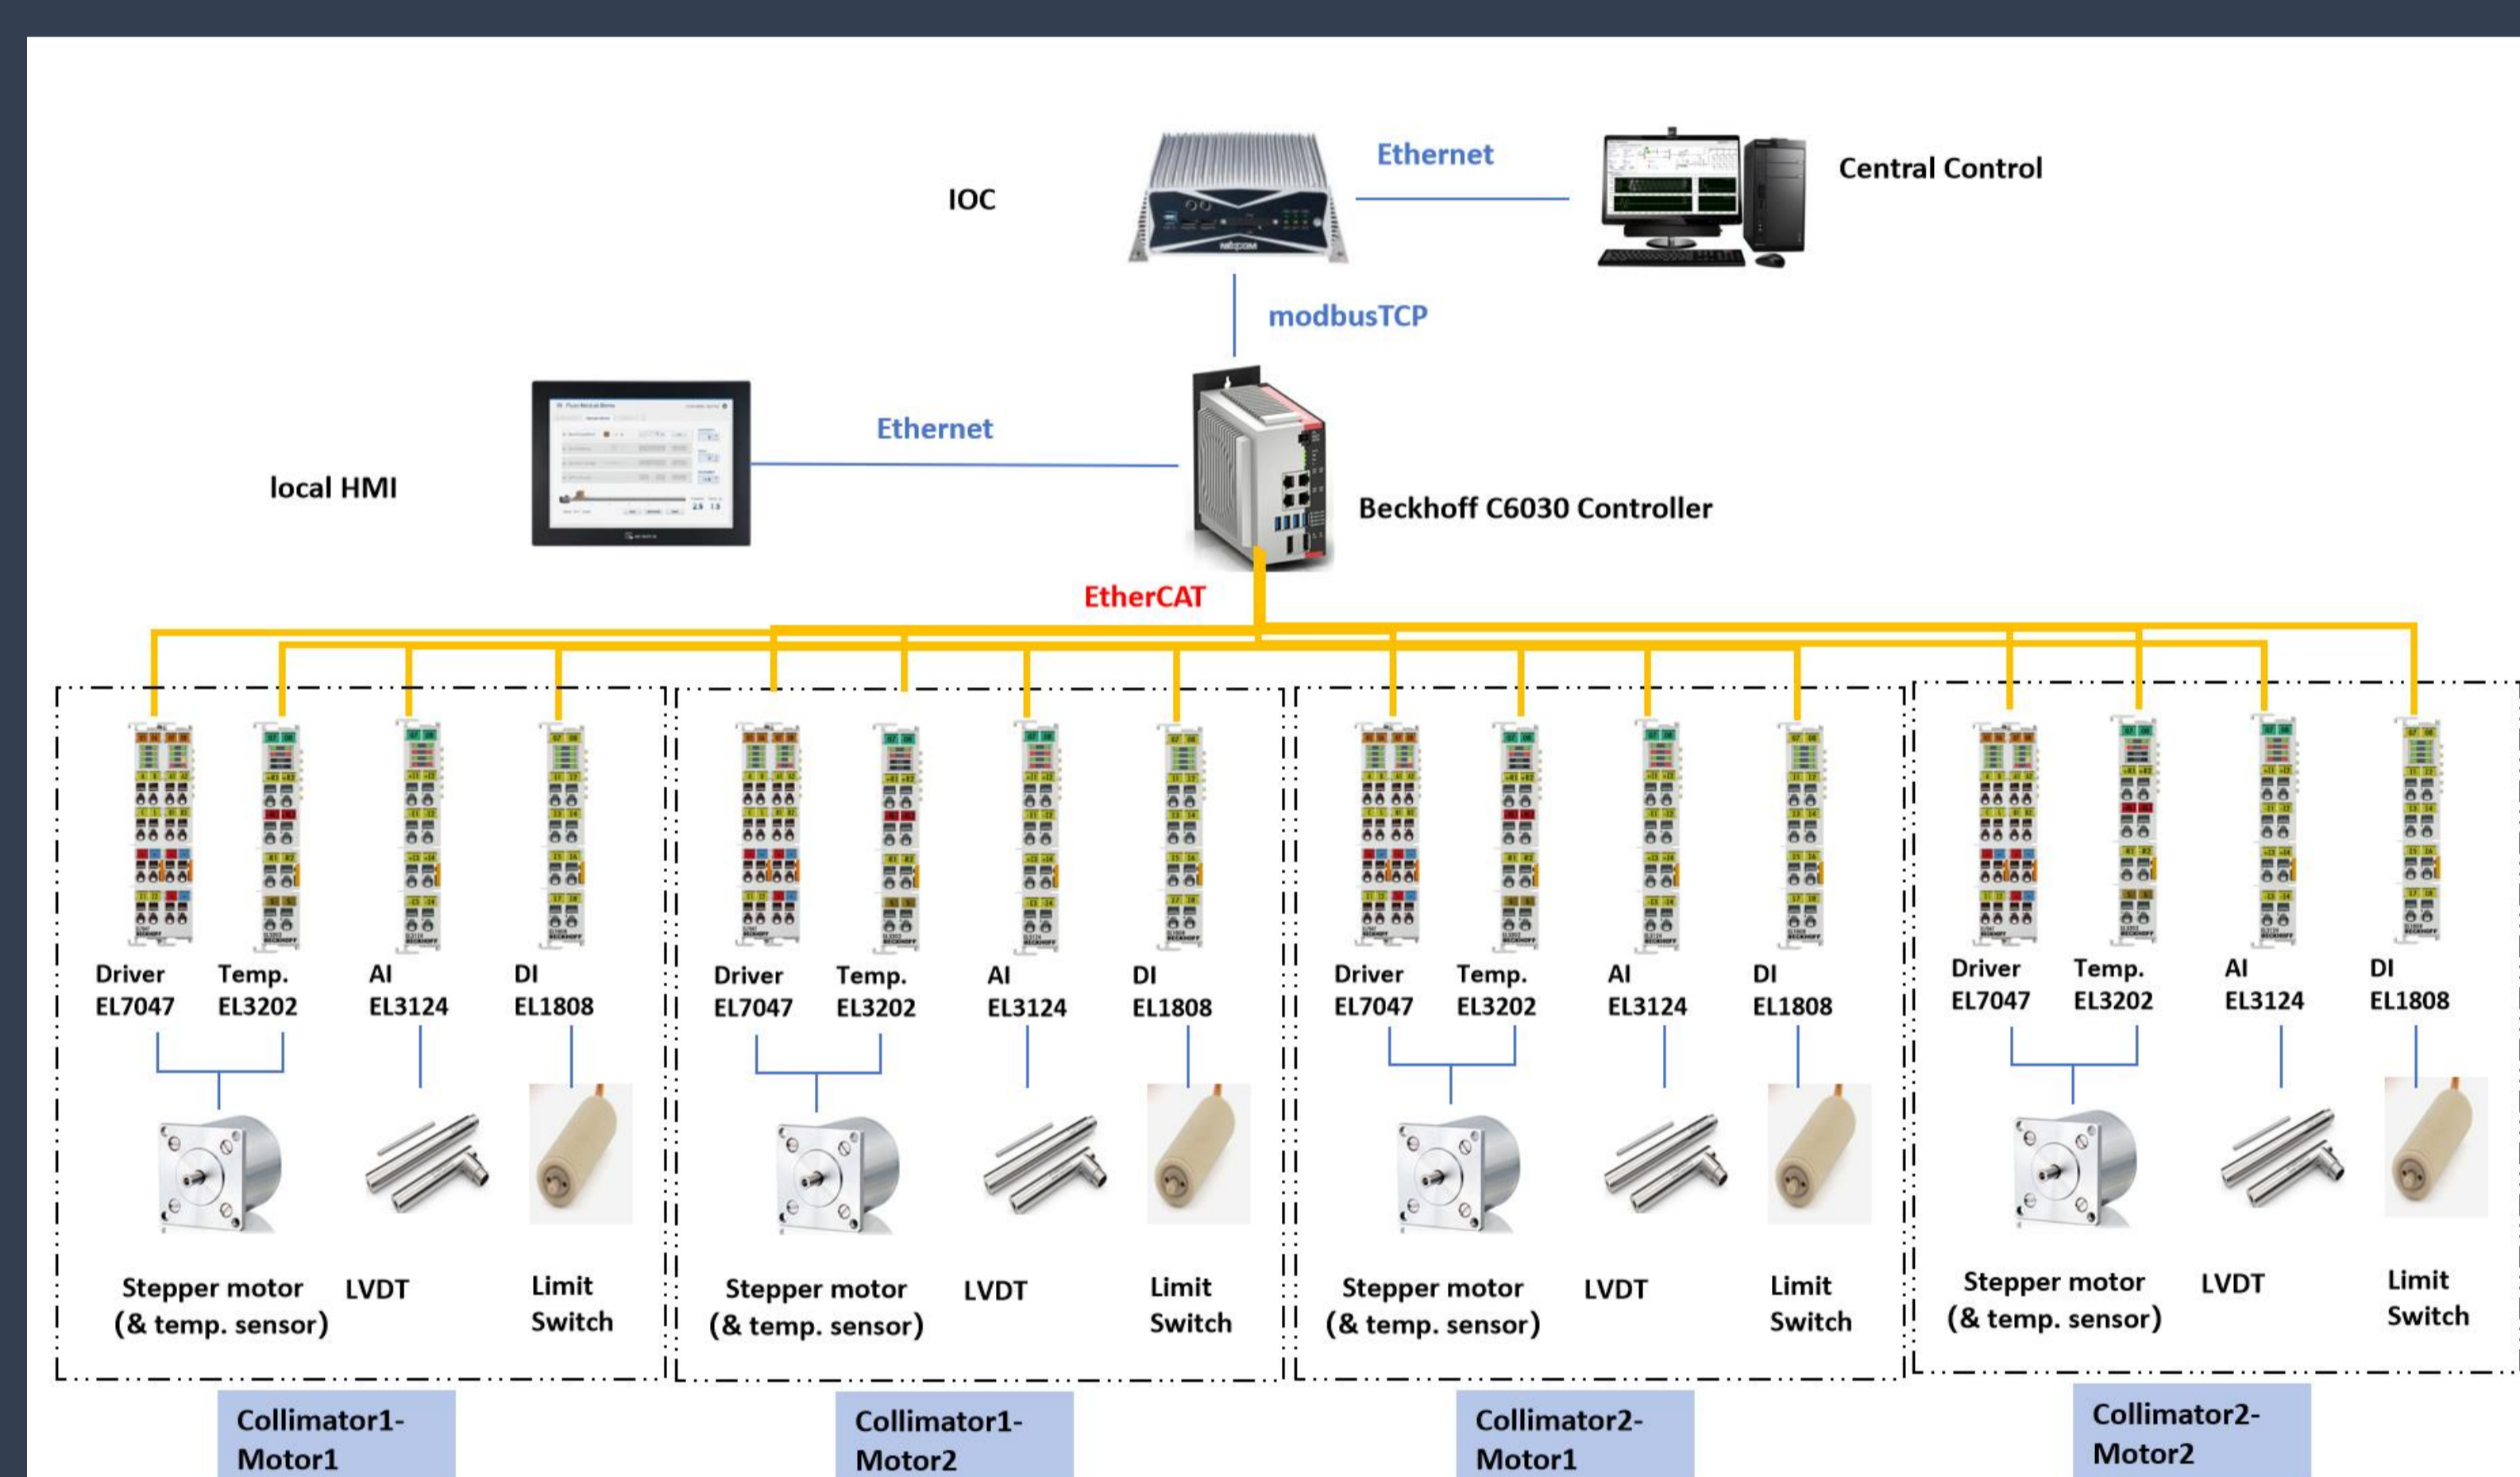 Ethernet
Central Control
IOC
NEXCOM
modbusTCP
Ethernet
local HMI
Beckhoff C6030 Controller
EtherCAT
Driver
EL7047
Temp.
EL3202
AI
EL3124
DI
EL1808
Stepper motor
(& temp. sensor)
LVDT
Limit
Switch
Collimator1-
Motor1
Driver
EL7047
Temp.
EL3202
AI
EL3124
DI
EL1808
Stepper motor
(& temp. sensor)
LVDT
Limit
Switch
Collimator1-
Motor2
Driver
EL7047
Temp.
EL3202
AI
EL3124
DI
EL1808
Stepper motor
(& temp. sensor)
LVDT
Limit
Switch
Collimator2-
Motor1
Driver
EL7047
Temp.
EL3202
AI
EL3124
DI
EL1808
Stepper motor
(& temp. sensor)
LVDT
Limit
Switch
Collimator2-
Motor2